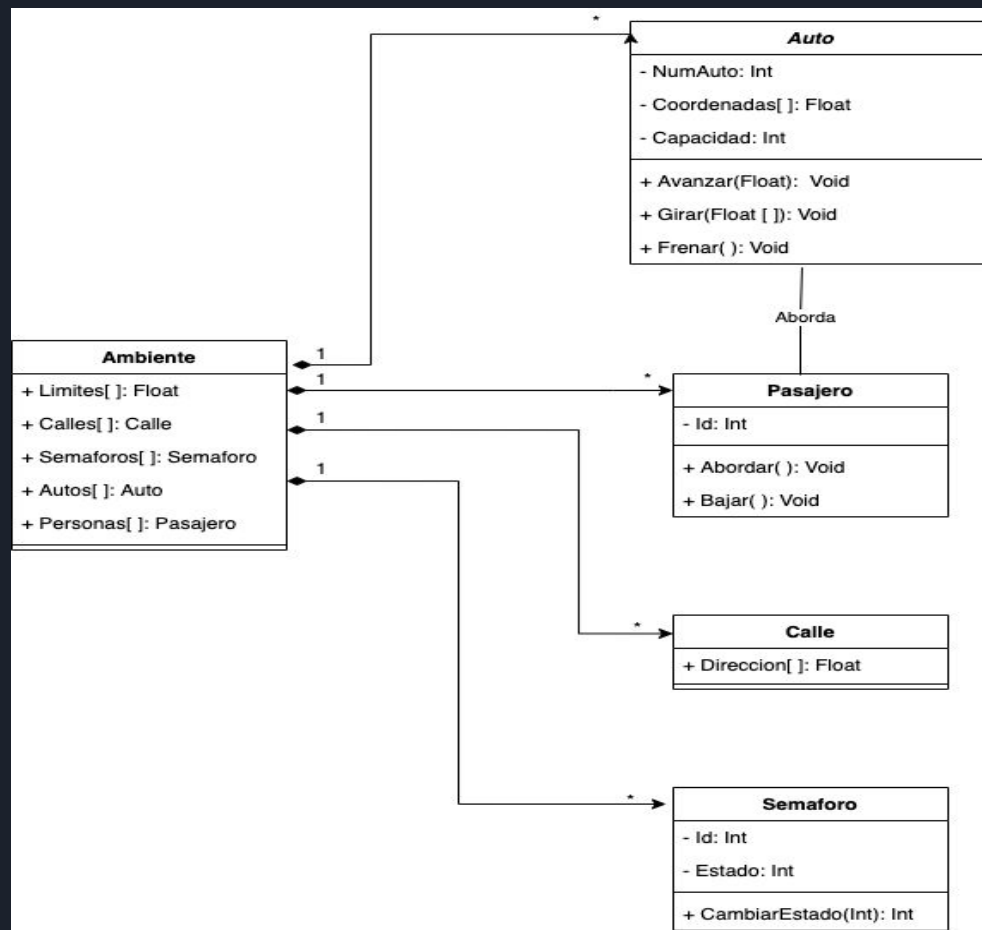 *
Auto
- NumAuto: Int
- Coordenadas[ ]: Float
- Capacidad: Int
+ Avanzar(Float): Void
+ Girar(Float [ ]): Void
+ Frenar( ): Void
Aborda
Ambiente
+ Limites[ ]: Float
+ Calles[ ]: Calle
+ Semaforos[ ]: Semaforo
+ Autos[ ]: Auto
+ Personas[ ]: Pasajero
1
1
*
1
1
Pasajero
- Id: Int
+ Abordar( ): Void
+ Bajar( ): Void
*
Calle
+ Direccion[ ]: Float
*
Semaforo
- Id: Int
- Estado: Int
+ CambiarEstado(Int): Int